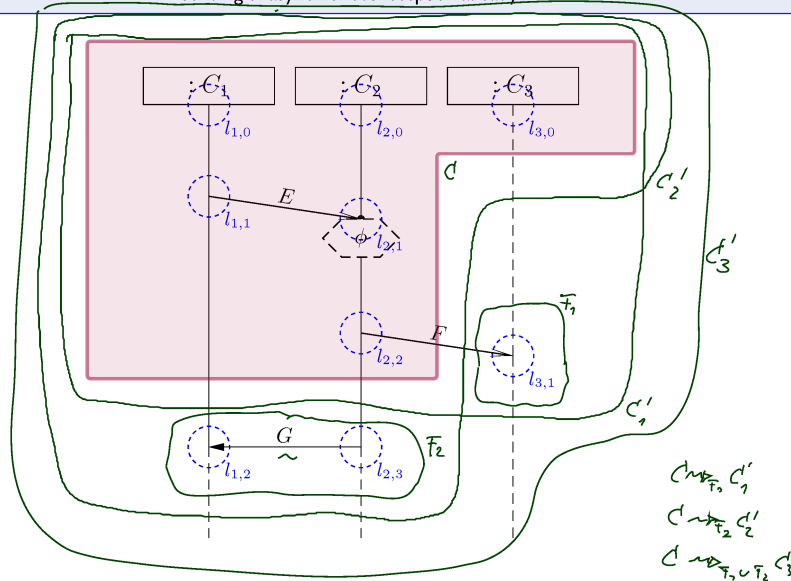 : C₁ : C₂ : C₃
l₁,₀ l₂,₀ l₃,₀
C
C₂'
E
l₁,₁
ϕ l₂,₁
C₃'
F₁
F
l₂,₂
l₃,₁
C₁'
G
F₂
~
l₁,₂ l₂,₃
C ⇝F₁ C₁'
C ⇝F₂ C₂'
C ⇝F₁ ∪ F₂ C₃'